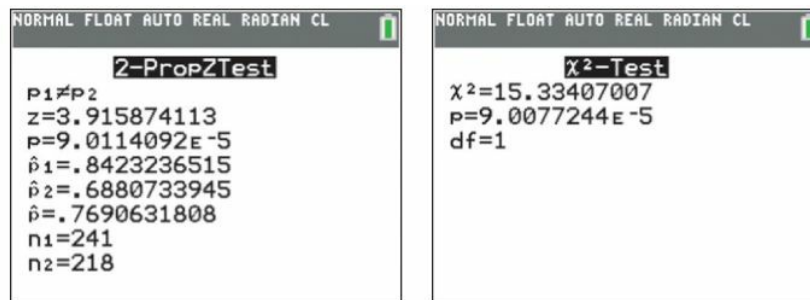 NORMAL FLOAT AUTO REAL RADIAN CL
2-PropZTest
p1≠p2
z=3.915874113
p=9.0114092ᴇ-5
p̂1=.8423236515
p̂2=.6880733945
p̂=.7690631808
n1=241
n2=218
NORMAL FLOAT AUTO REAL RADIAN CL
χ²-Test
χ²=15.33407007
p=9.0077244ᴇ-5
df=1